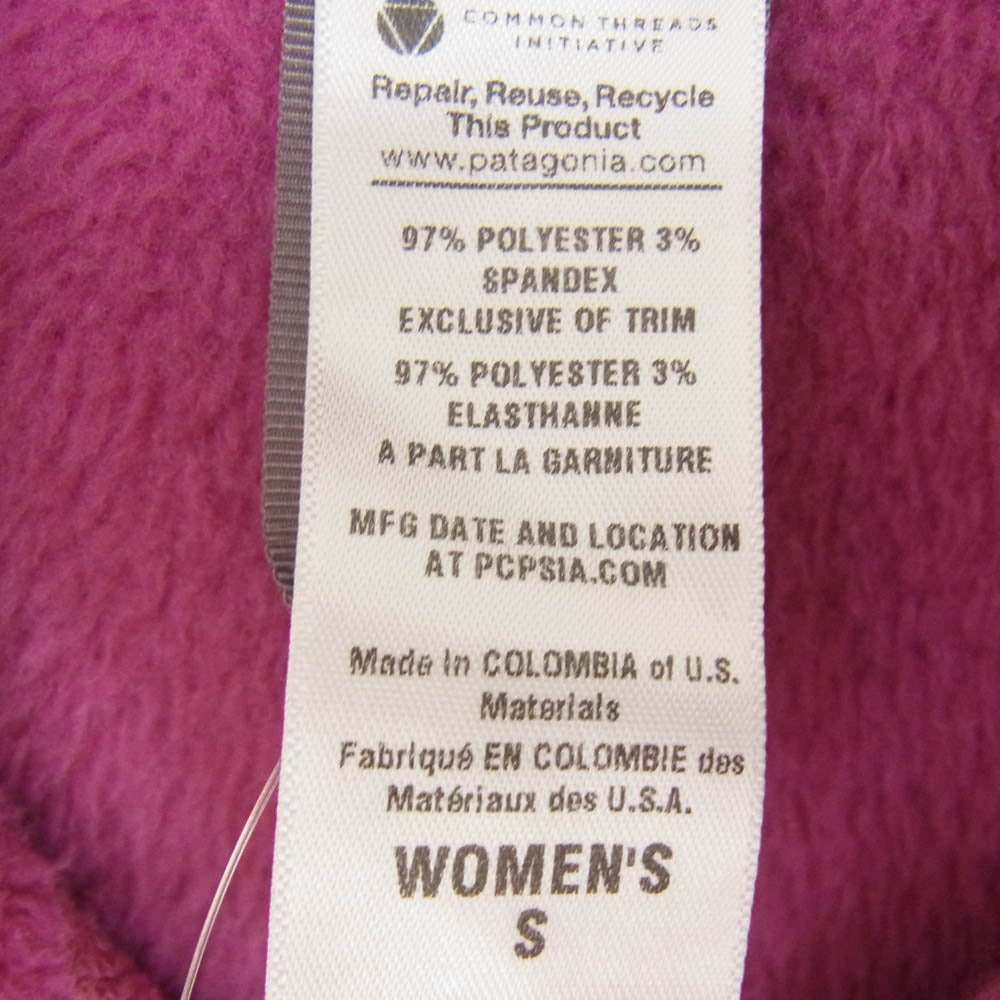 COMMON THREADS
INITIATIVE
Repair, Reuse, Recycle
This Product
www.patagonia.com
97% POLYESTER 3%
SPANDEX
EXCLUSIVE OF TRIM
97% POLYESTER 3%
ELASTHANNE
A PART LA GARNITURE
MFG DATE AND LOCATION
AT PCPSIA.COM
Made in COLOMBIA of U.S.
Materials
Fabriqué EN COLOMBIE des
Matériaux des U.S.A.
WOMEN'S
S